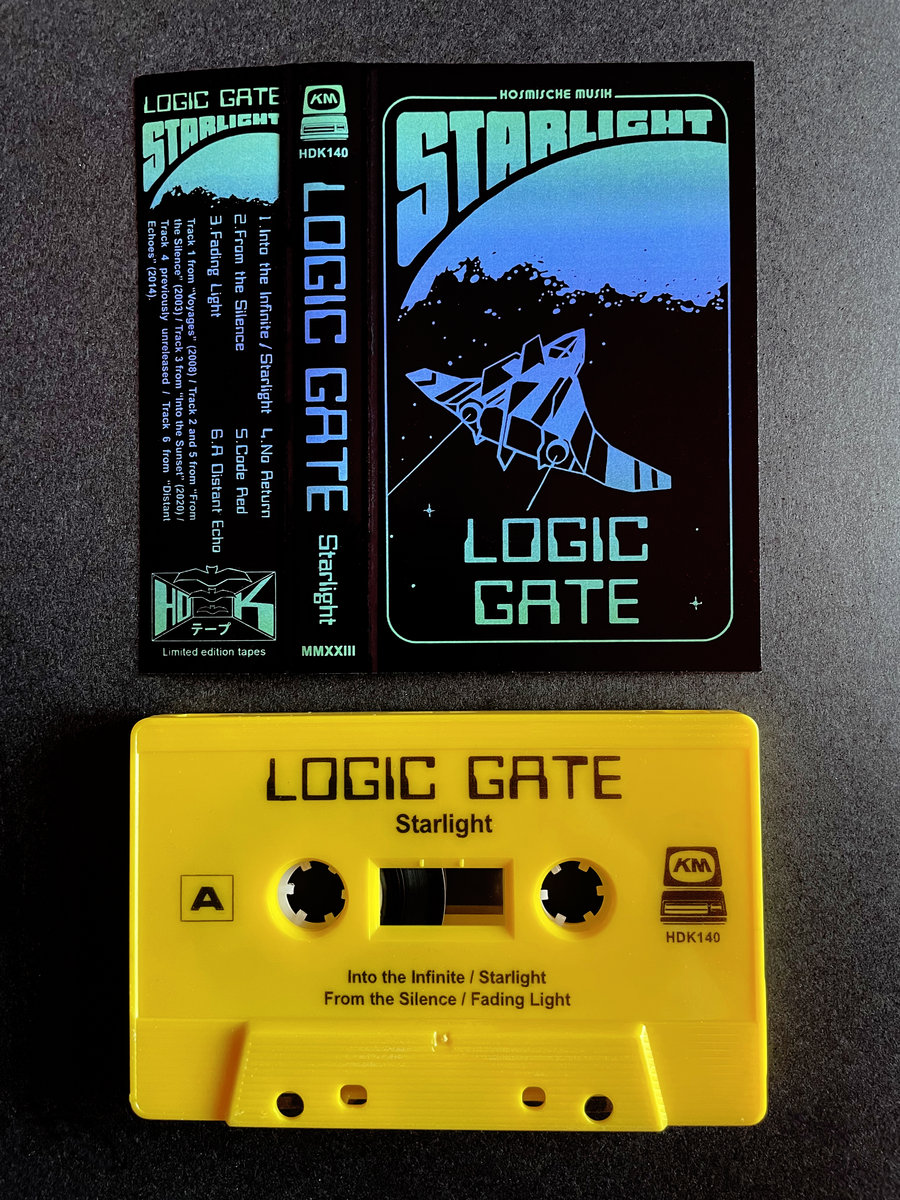 LOGIC GATE
STARLIGHT
1.Into the Infinite / Starlight
2.From the Silence
3.Fading Light
4.No Return
5.Code Red
6.A Distant Echo
Track 1 from "Voyages" (2008) / Track 2 and 5 from "From
the Silence" (2003) / Track 3 from "Into the Sunset" (2020) /
Track 4 previously unreleased / Track 6 from "Distant
Echoes" (2014).
HDK
テープ
Limited edition tapes
KM
HDK140
LOGIC GATE Starlight
MMXXIII
KOSMISCHE MUSIK
STARLIGHT
LOGIC
GATE
LOGIC GATE
Starlight
A
KM
HDK140
Into the Infinite / Starlight
From the Silence / Fading Light